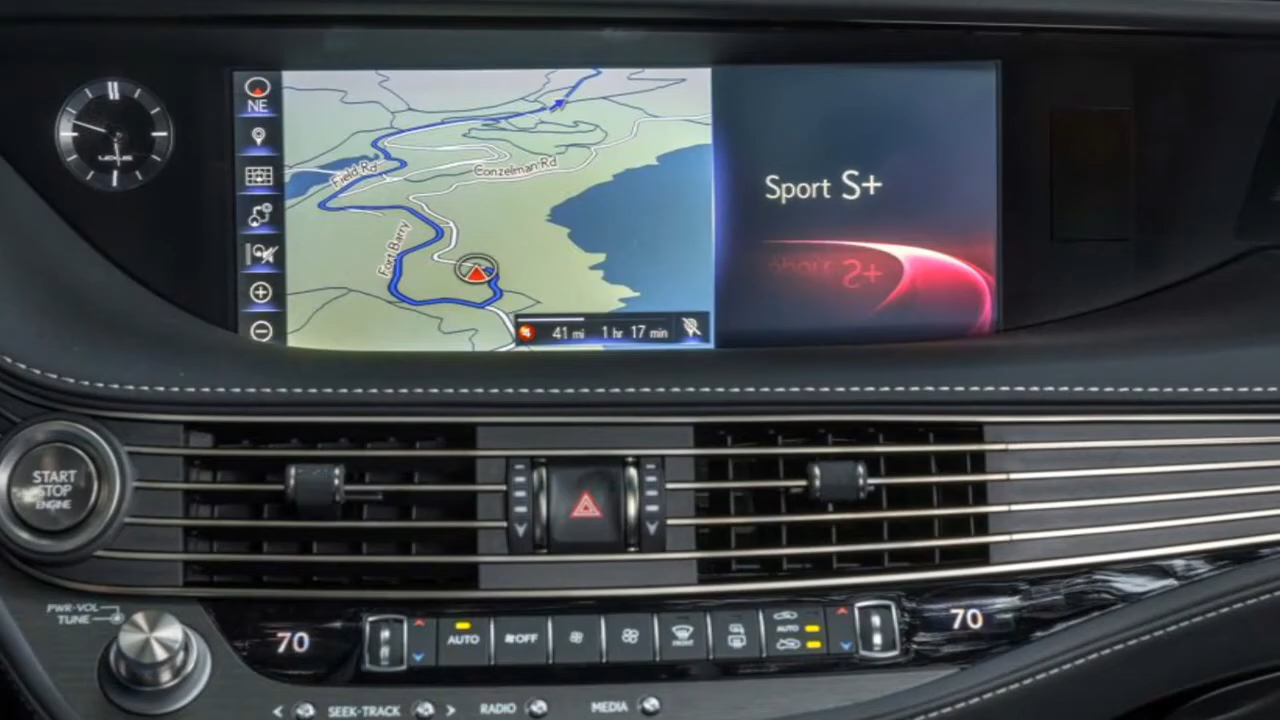 LEXUS
NE
Field Rd
Conzelman Rd
Fort Barry
41 mi 1 hr 17 min
Sport S+
START
STOP
ENGINE
PWR-VOL
TUNE
70
AUTO
OFF
FRONT
AUTO
70
< SEEK-TRACK >
RADIO
MEDIA